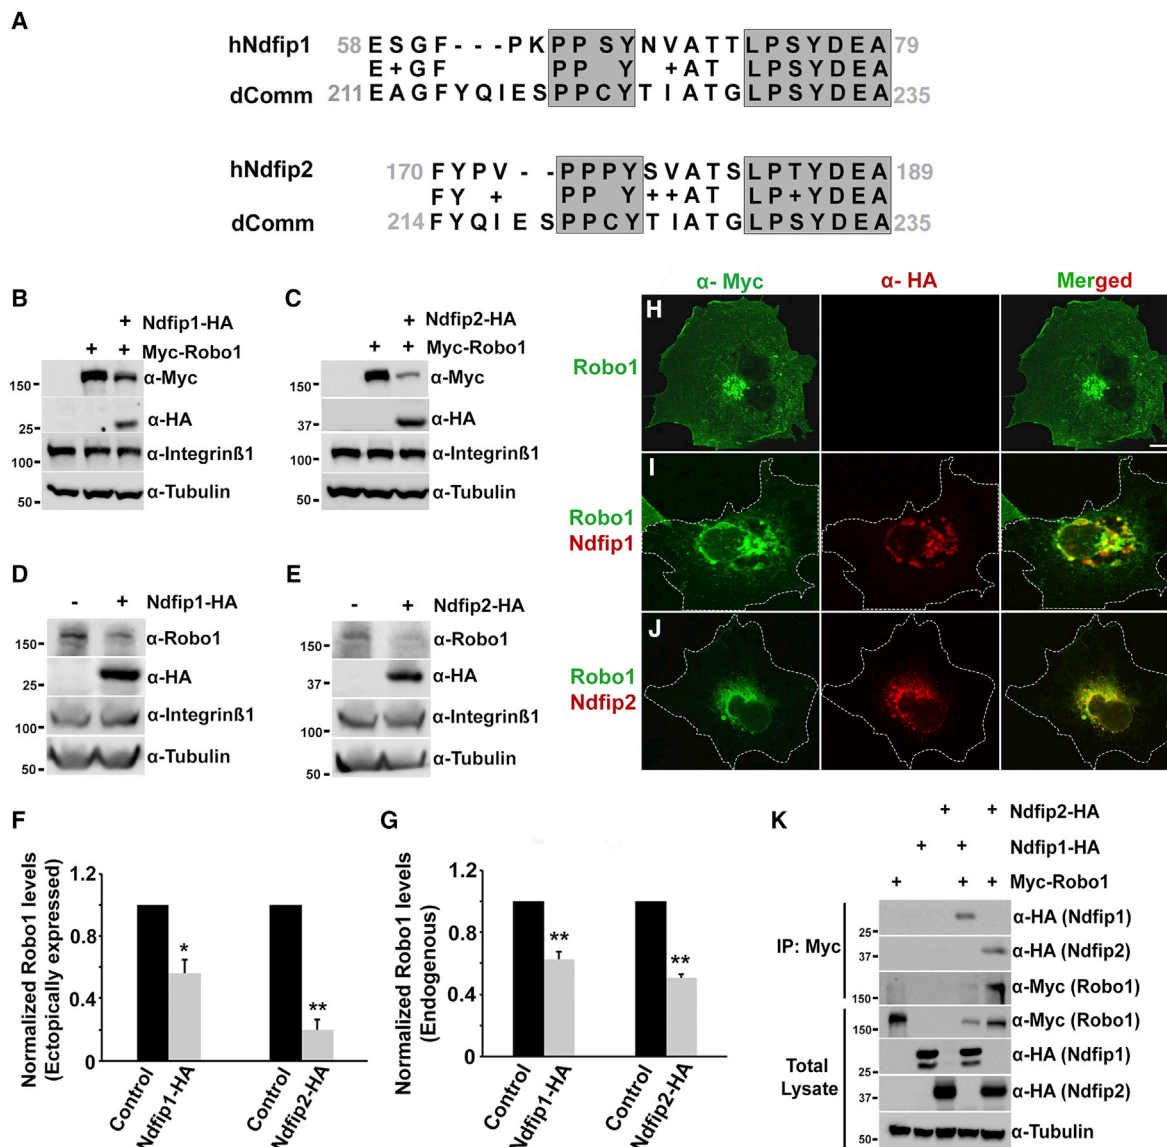 A
hNdfip1 58 E S G F - - - P K P P S Y N V A T T L P S Y D E A 79
E + G F P P Y + A T L P S Y D E A
dComm 211 E A G F Y Q I E S P P C Y T I A T G L P S Y D E A 235
hNdfip2 170 F Y P V - - P P P Y S V A T S L P T Y D E A 189
F Y + P P Y + + A T L P + Y D E A
dComm 214 F Y Q I E S P P C Y T I A T G L P S Y D E A 235
B
+ Ndfip1-HA
+ + Myc-Robo1
150 α-Myc
25 α-HA
100 α-Integrinß1
50 α-Tubulin
C
+ Ndfip2-HA
+ + Myc-Robo1
150 α-Myc
37 α-HA
100 α-Integrinß1
50 α-Tubulin
D
- + Ndfip1-HA
150 α-Robo1
25 α-HA
100 α-Integrinß1
50 α-Tubulin
E
- + Ndfip2-HA
150 α-Robo1
37 α-HA
100 α-Integrinß1
50 α-Tubulin
α- Myc α- HA Merged
H
Robo1
I
Robo1
Ndfip1
J
Robo1
Ndfip2
F
Normalized Robo1 levels
(Ectopically expressed)
1.2
0.8
0.4
0
*
**
Control
Ndfip1-HA
Control
Ndfip2-HA
G
Normalized Robo1 levels
(Endogenous)
1.2
0.8
0.4
0
**
**
Control
Ndfip1-HA
Control
Ndfip2-HA
K
+ + Ndfip2-HA
+ + Ndfip1-HA
+ + + Myc-Robo1
IP: Myc
25 α-HA (Ndfip1)
37 α-HA (Ndfip2)
150 α-Myc (Robo1)
Total
Lysate
150 α-Myc (Robo1)
25 α-HA (Ndfip1)
37 α-HA (Ndfip2)
50 α-Tubulin